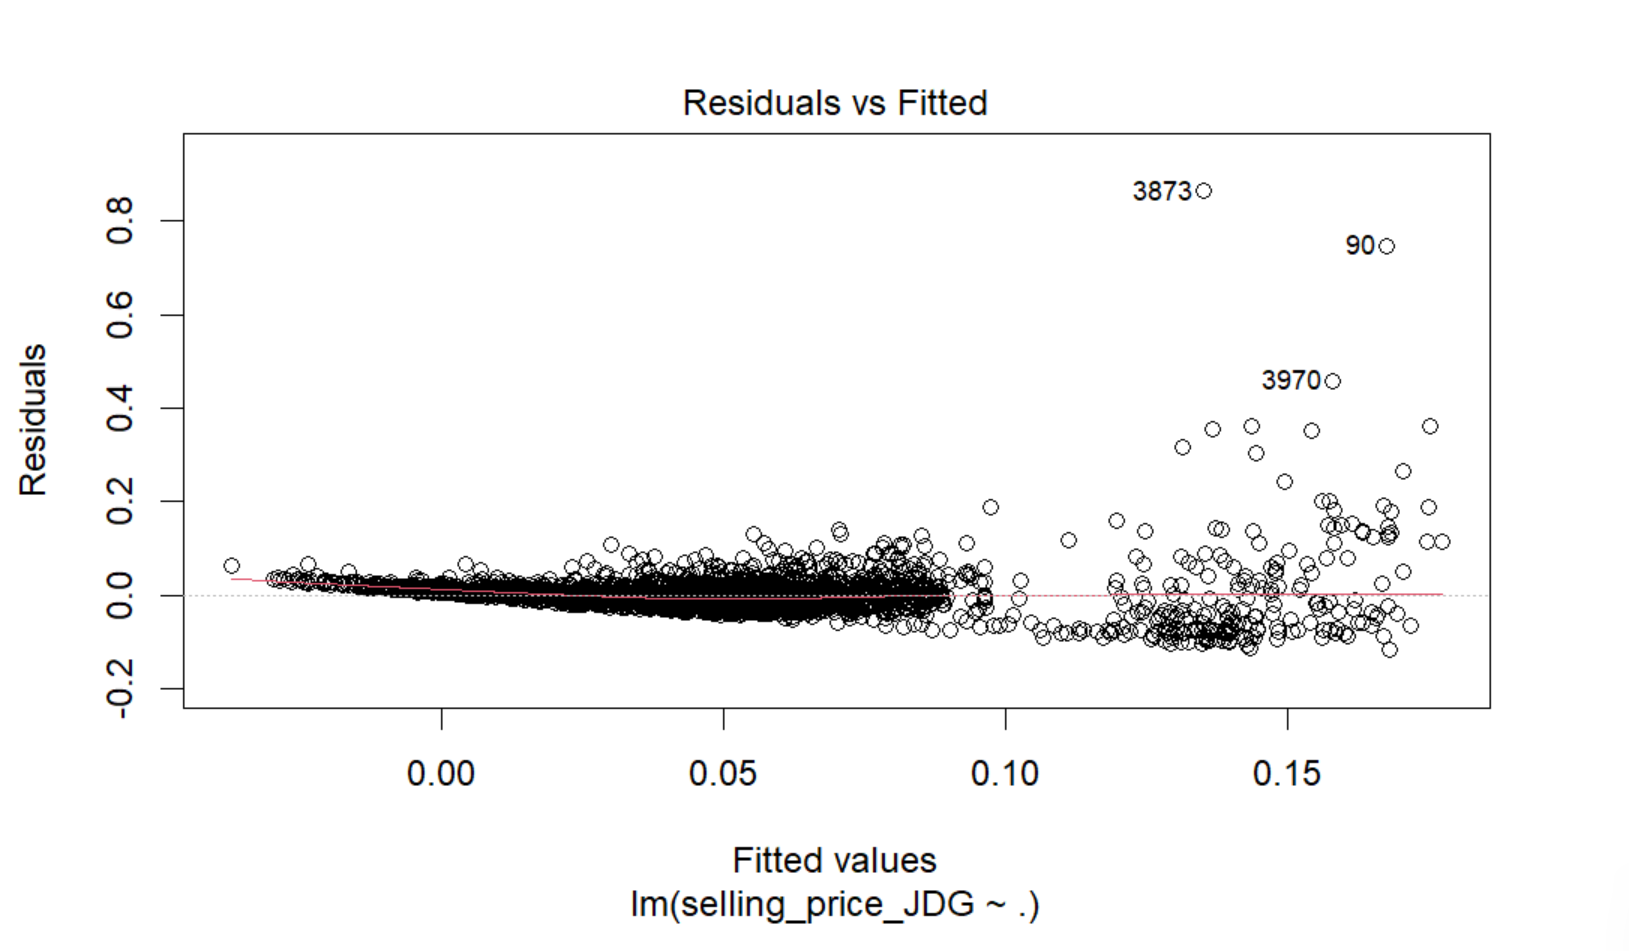 Residuals vs Fitted
Residuals
0.8
0.6
0.4
0.2
0.0
-0.2
3873
90
3970
0.00 0.05 0.10 0.15
Fitted values
lm(selling_price_JDG ~ .)